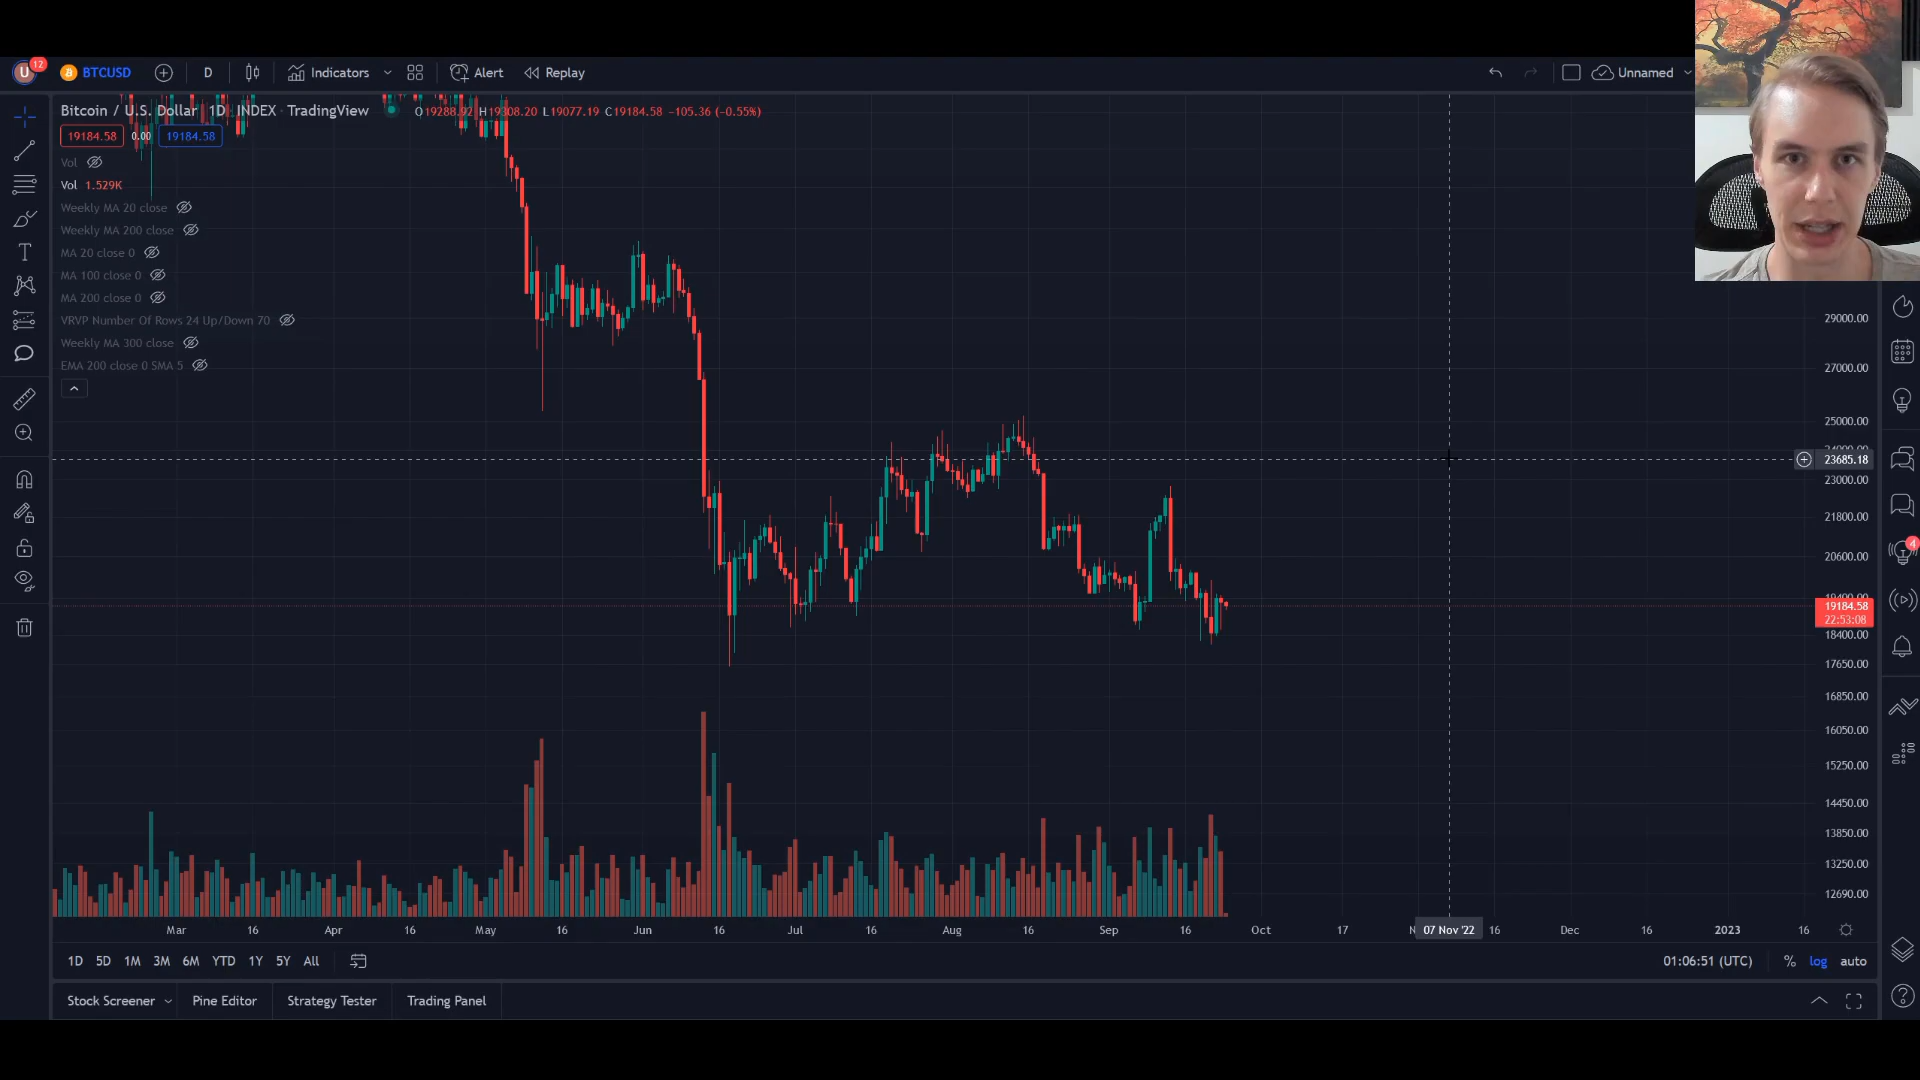 U 12 BTCUSD D Indicators Alert Replay Unnamed
Bitcoin / U.S. Dollar 1D INDEX TradingView O19288.92 H19308.20 L19077.19 C19184.58 −105.36 (−0.55%)
19184.58 0.00 19184.58
Vol
Vol 1.529K
Weekly MA 20 close
Weekly MA 200 close
MA 20 close 0
MA 100 close 0
MA 200 close 0
VRVP Number Of Rows 24 Up/Down 70
Weekly MA 300 close
EMA 200 close 0 SMA 5
29000.00
27000.00
25000.00
24000.00
23685.18
23000.00
21800.00
4
20600.00
19400.00
19184.58
22:53:08
18400.00
17650.00
16850.00
16050.00
15250.00
14450.00
13850.00
13250.00
12690.00
Mar 16 Apr 16 May 16 Jun 16 Jul 16 Aug 16 Sep 16 Oct 17 N 07 Nov '22 16 Dec 16 2023 16
1D 5D 1M 3M 6M YTD 1Y 5Y All 01:06:51 (UTC) % log auto
Stock Screener Pine Editor Strategy Tester Trading Panel